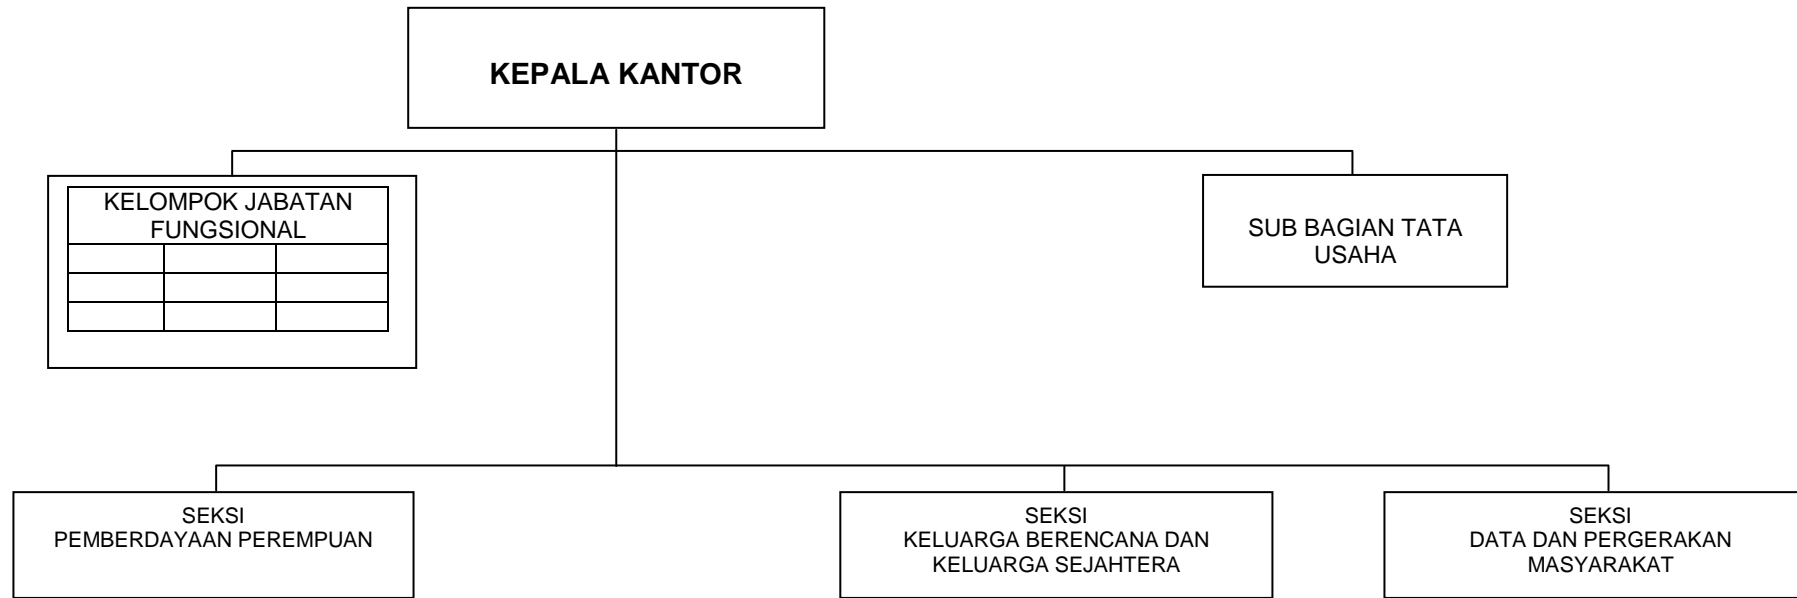 KEPALA KANTOR
KELOMPOK JABATAN
FUNGSIONAL
SUB BAGIAN TATA
USAHA
SEKSI
PEMBERDAYAAN PEREMPUAN
SEKSI
KELUARGA BERENCANA DAN
KELUARGA SEJAHTERA
SEKSI
DATA DAN PERGERAKAN
MASYARAKAT